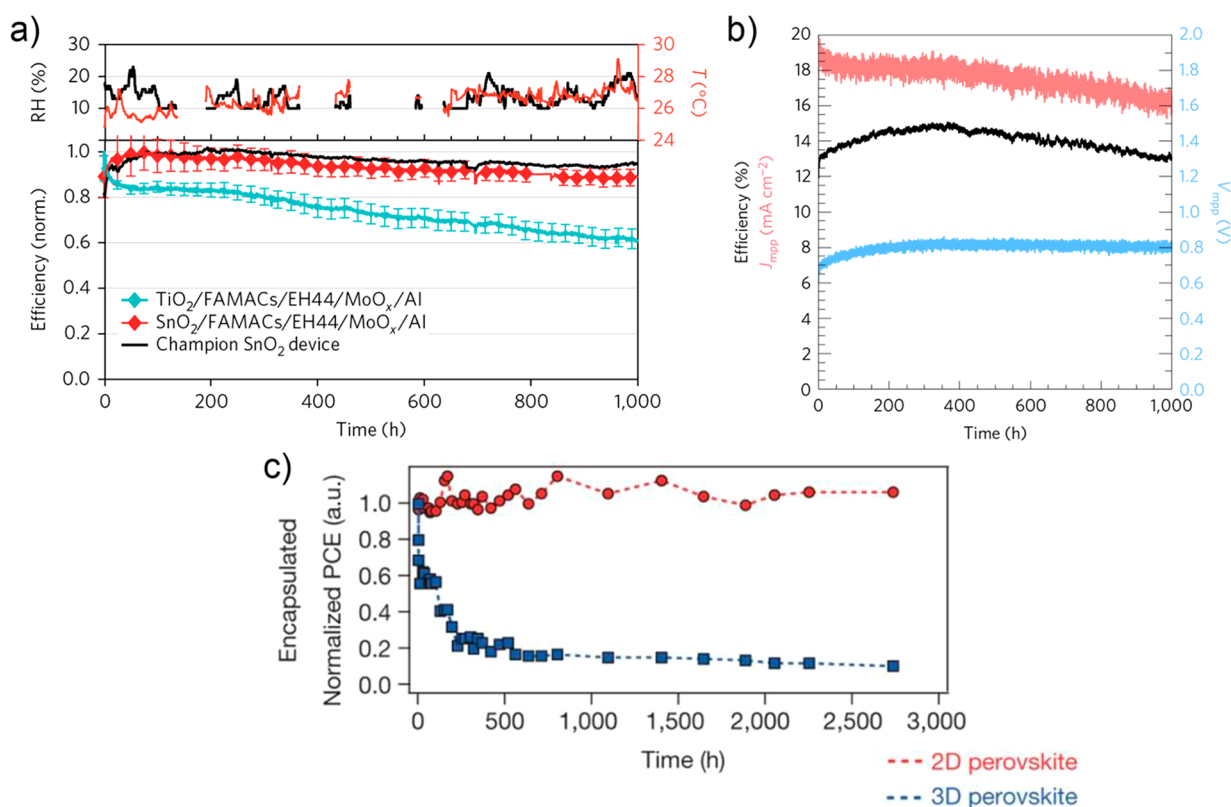 a)
RH (%)
30
20
10
T (°C)
30
28
26
24
Efficiency (norm.)
1.0
0.8
0.6
0.4
0.2
0.0
TiO2/FAMACs/EH44/MoOx/Al
SnO2/FAMACs/EH44/MoOx/Al
Champion SnO2 device
0 200 400 600 800 1,000
Time (h)
b)
Efficiency (%)
Jmpp (mA cm−2)
20
18
16
14
12
10
8
6
4
2
0
Vmpp (V)
2.0
1.8
1.6
1.4
1.2
1.0
0.8
0.6
0.4
0.2
0.0
0 200 400 600 800 1,000
Time (h)
c)
Encapsulated
Normalized PCE (a.u.)
1.0
0.8
0.6
0.4
0.2
0.0
0 500 1,000 1,500 2,000 2,500 3,000
Time (h)
2D perovskite
3D perovskite